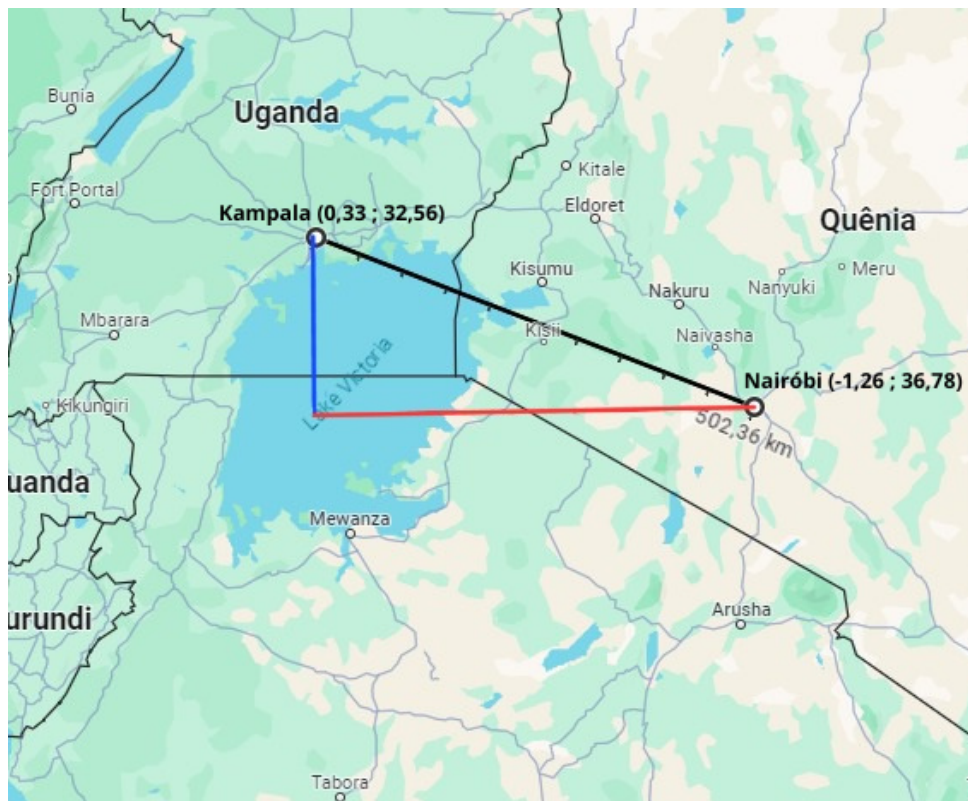 Bunia
Uganda
Kitale
Fort Portal
Eldoret
Kampala (0,33 ; 32,56)
Quênia
Kisumu
Meru
Nanyuki
Nakuru
Mbarara
Kisii
Naivasha
Lake Victoria
Nairóbi (-1,26 ; 36,78)
Kikungiri
502,36 km
uanda
Mewanza
urundi
Arusha
Tabora